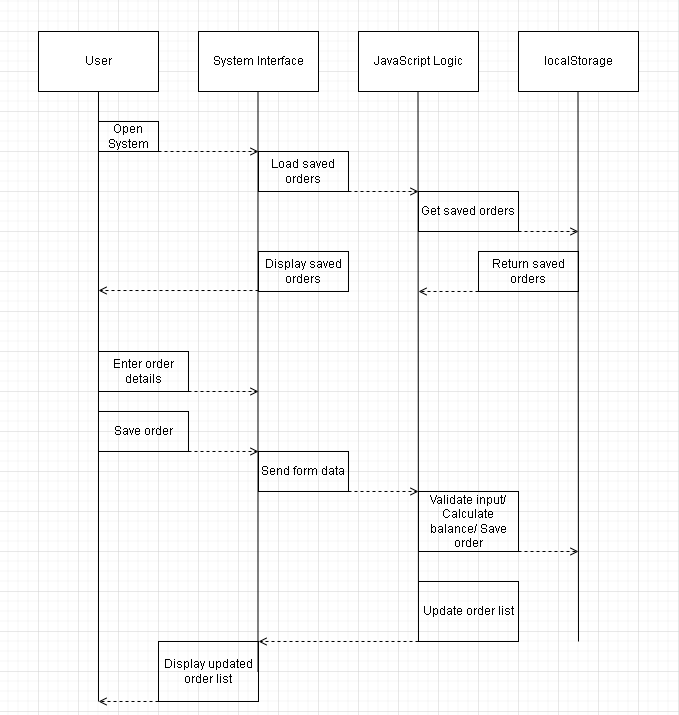 User
System Interface
JavaScript Logic
localStorage
Open
System
Load saved
orders
Get saved orders
Display saved
orders
Return saved
orders
Enter order
details
Save order
Send form data
Validate input/
Calculate
balance/ Save
order
Update order list
Display updated
order list